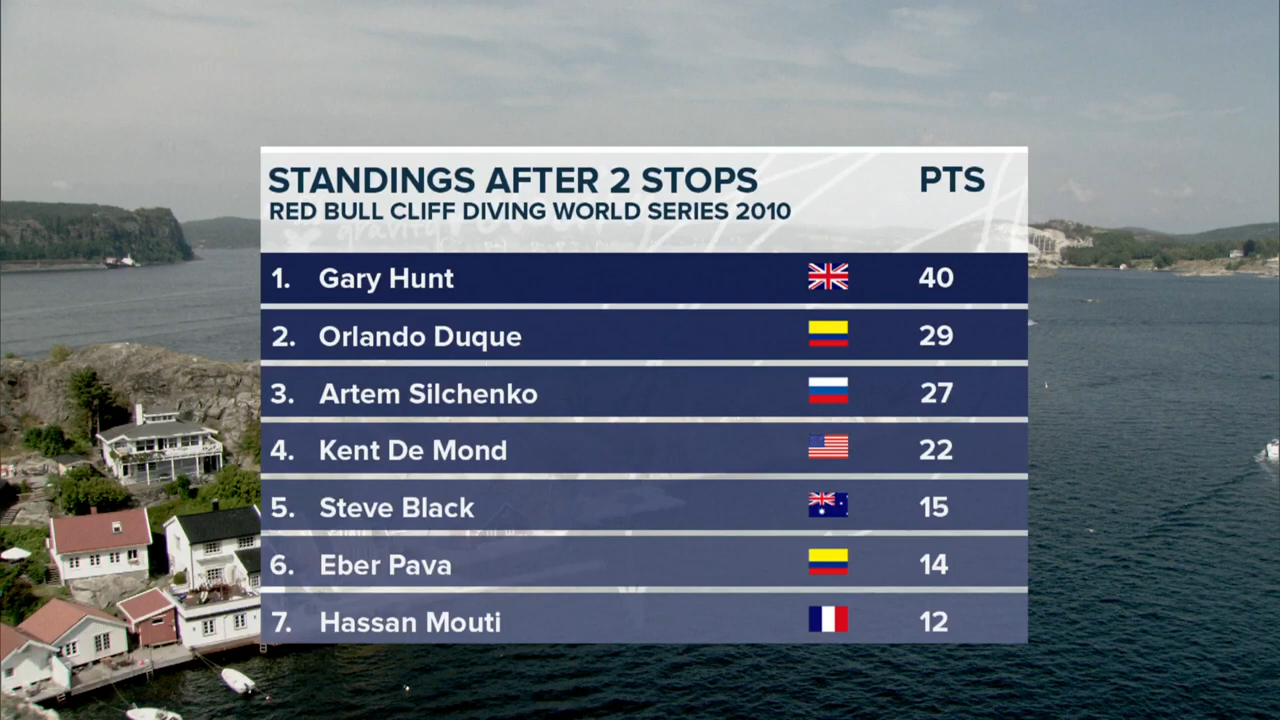 STANDINGS AFTER 2 STOPS PTS
RED BULL CLIFF DIVING WORLD SERIES 2010
1. Gary Hunt 40
2. Orlando Duque 29
3. Artem Silchenko 27
4. Kent De Mond 22
5. Steve Black 15
6. Eber Pava 14
7. Hassan Mouti 12